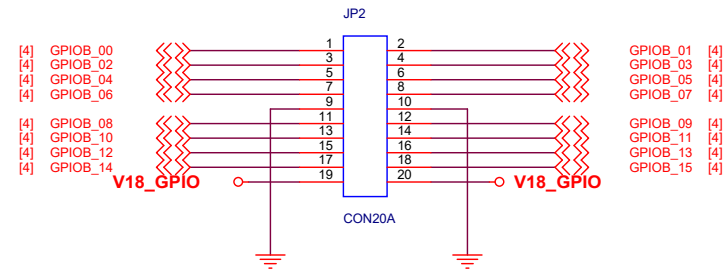 JP2
[4] GPIOB_00 1 2 GPIOB_01 [4]
[4] GPIOB_02 3 4 GPIOB_03 [4]
[4] GPIOB_04 5 6 GPIOB_05 [4]
[4] GPIOB_06 7 8 GPIOB_07 [4]
9 10
[4] GPIOB_08 11 12 GPIOB_09 [4]
[4] GPIOB_10 13 14 GPIOB_11 [4]
[4] GPIOB_12 15 16 GPIOB_13 [4]
[4] GPIOB_14 17 18 GPIOB_15 [4]
V18_GPIO 19 20 V18_GPIO
CON20A